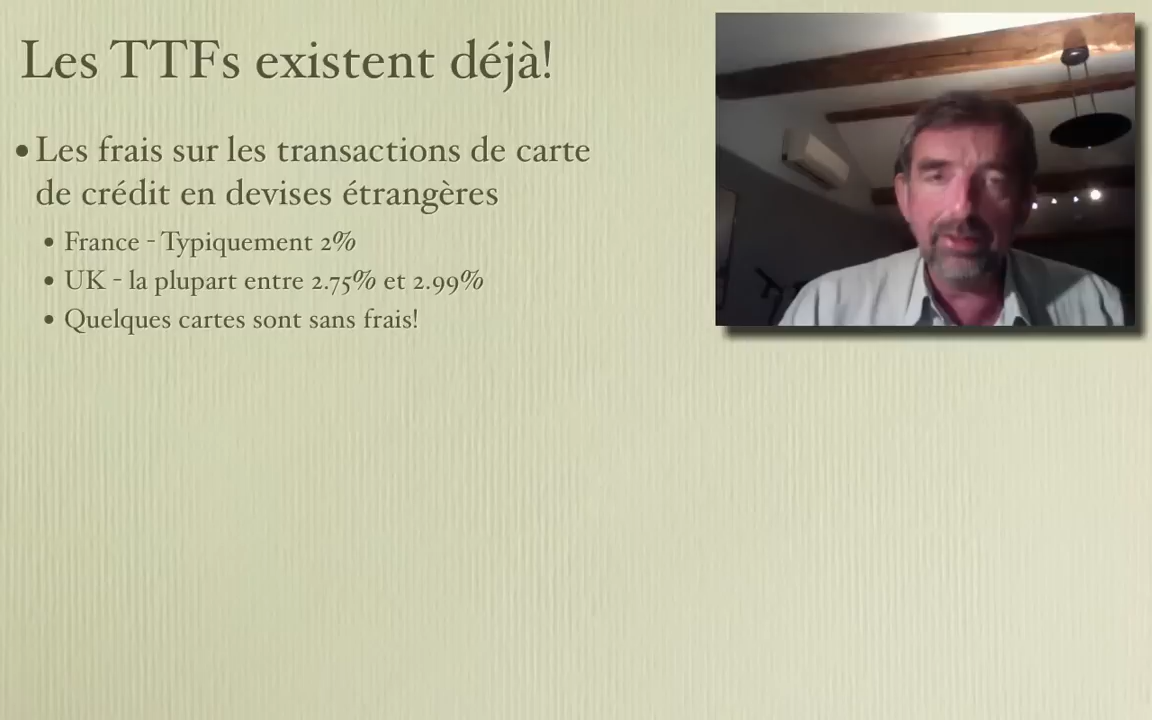 Les TTFs existent déjà!
•Les frais sur les transactions de carte
de crédit en devises étrangères
• France - Typiquement 2%
• UK - la plupart entre 2.75% et 2.99%
• Quelques cartes sont sans frais!